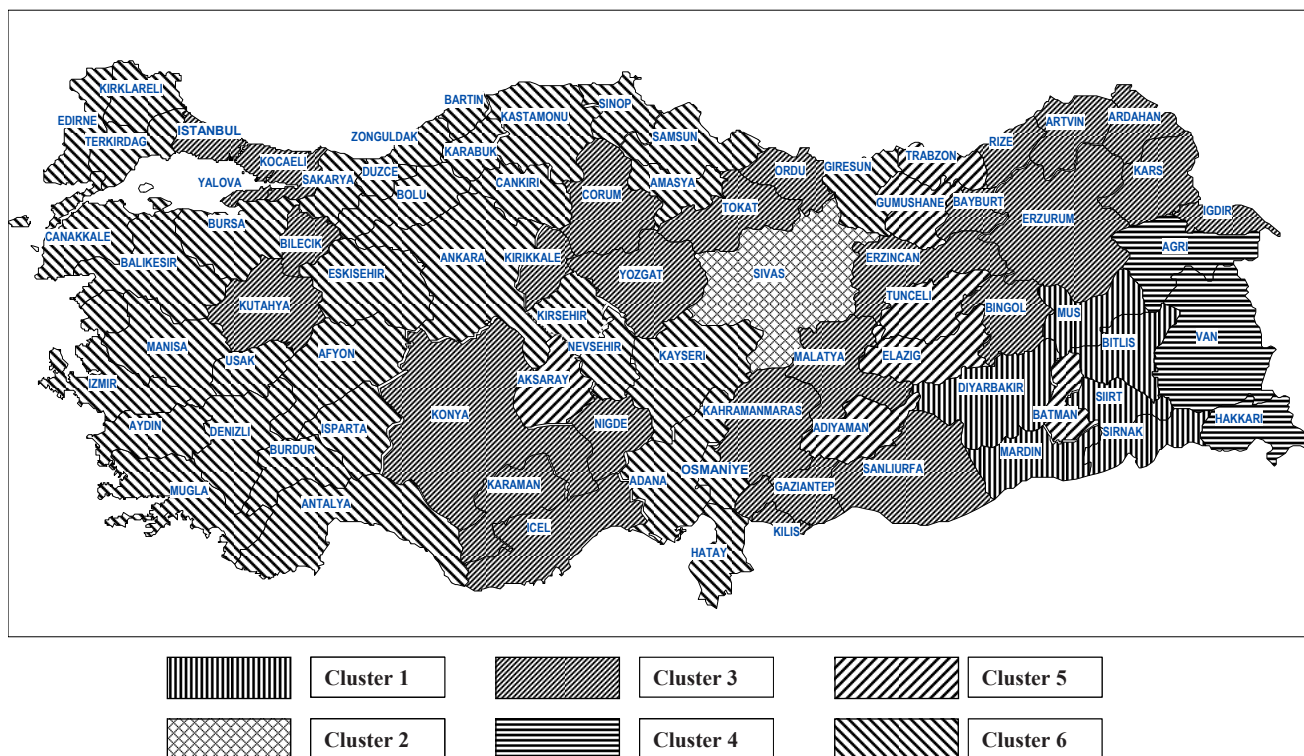 KIRKLARELI
EDIRNE
TERKIRDAG
ISTANBUL
KOCAELI
YALOVA
SAKARYA
DUZCE
ZONGULDAK
BARTIN
KARABUK
BOLU
KASTAMONU
CANKIRI
SINOP
SAMSUN
CORUM
AMASYA
TOKAT
ORDU
GIRESUN
TRABZON
GUMUSHANE
BAYBURT
RIZE
ARTVIN
ARDAHAN
KARS
IGDIR
ERZURUM
AGRI
CANAKKALE
BALIKESIR
BURSA
BILECIK
ESKISEHIR
KUTAHYA
ANKARA
KIRIKKALE
YOZGAT
SIVAS
ERZINCAN
TUNCELI
BINGOL
MUS
BITLIS
VAN
MANISA
USAK
AFYON
KIRSEHIR
NEVSEHIR
KAYSERI
MALATYA
ELAZIG
IZMIR
AYDIN
DENIZLI
BURDUR
ISPARTA
KONYA
AKSARAY
NIGDE
KAHRAMANMARAS
ADIYAMAN
DIYARBAKIR
BATMAN
SIIRT
SIRNAK
HAKKARI
MARDIN
SANLIURFA
MUGLA
ANTALYA
KARAMAN
ICEL
ADANA
OSMANİYE
GAZIANTEP
KILIS
HATAY
Cluster 1
Cluster 3
Cluster 5
Cluster 2
Cluster 4
Cluster 6